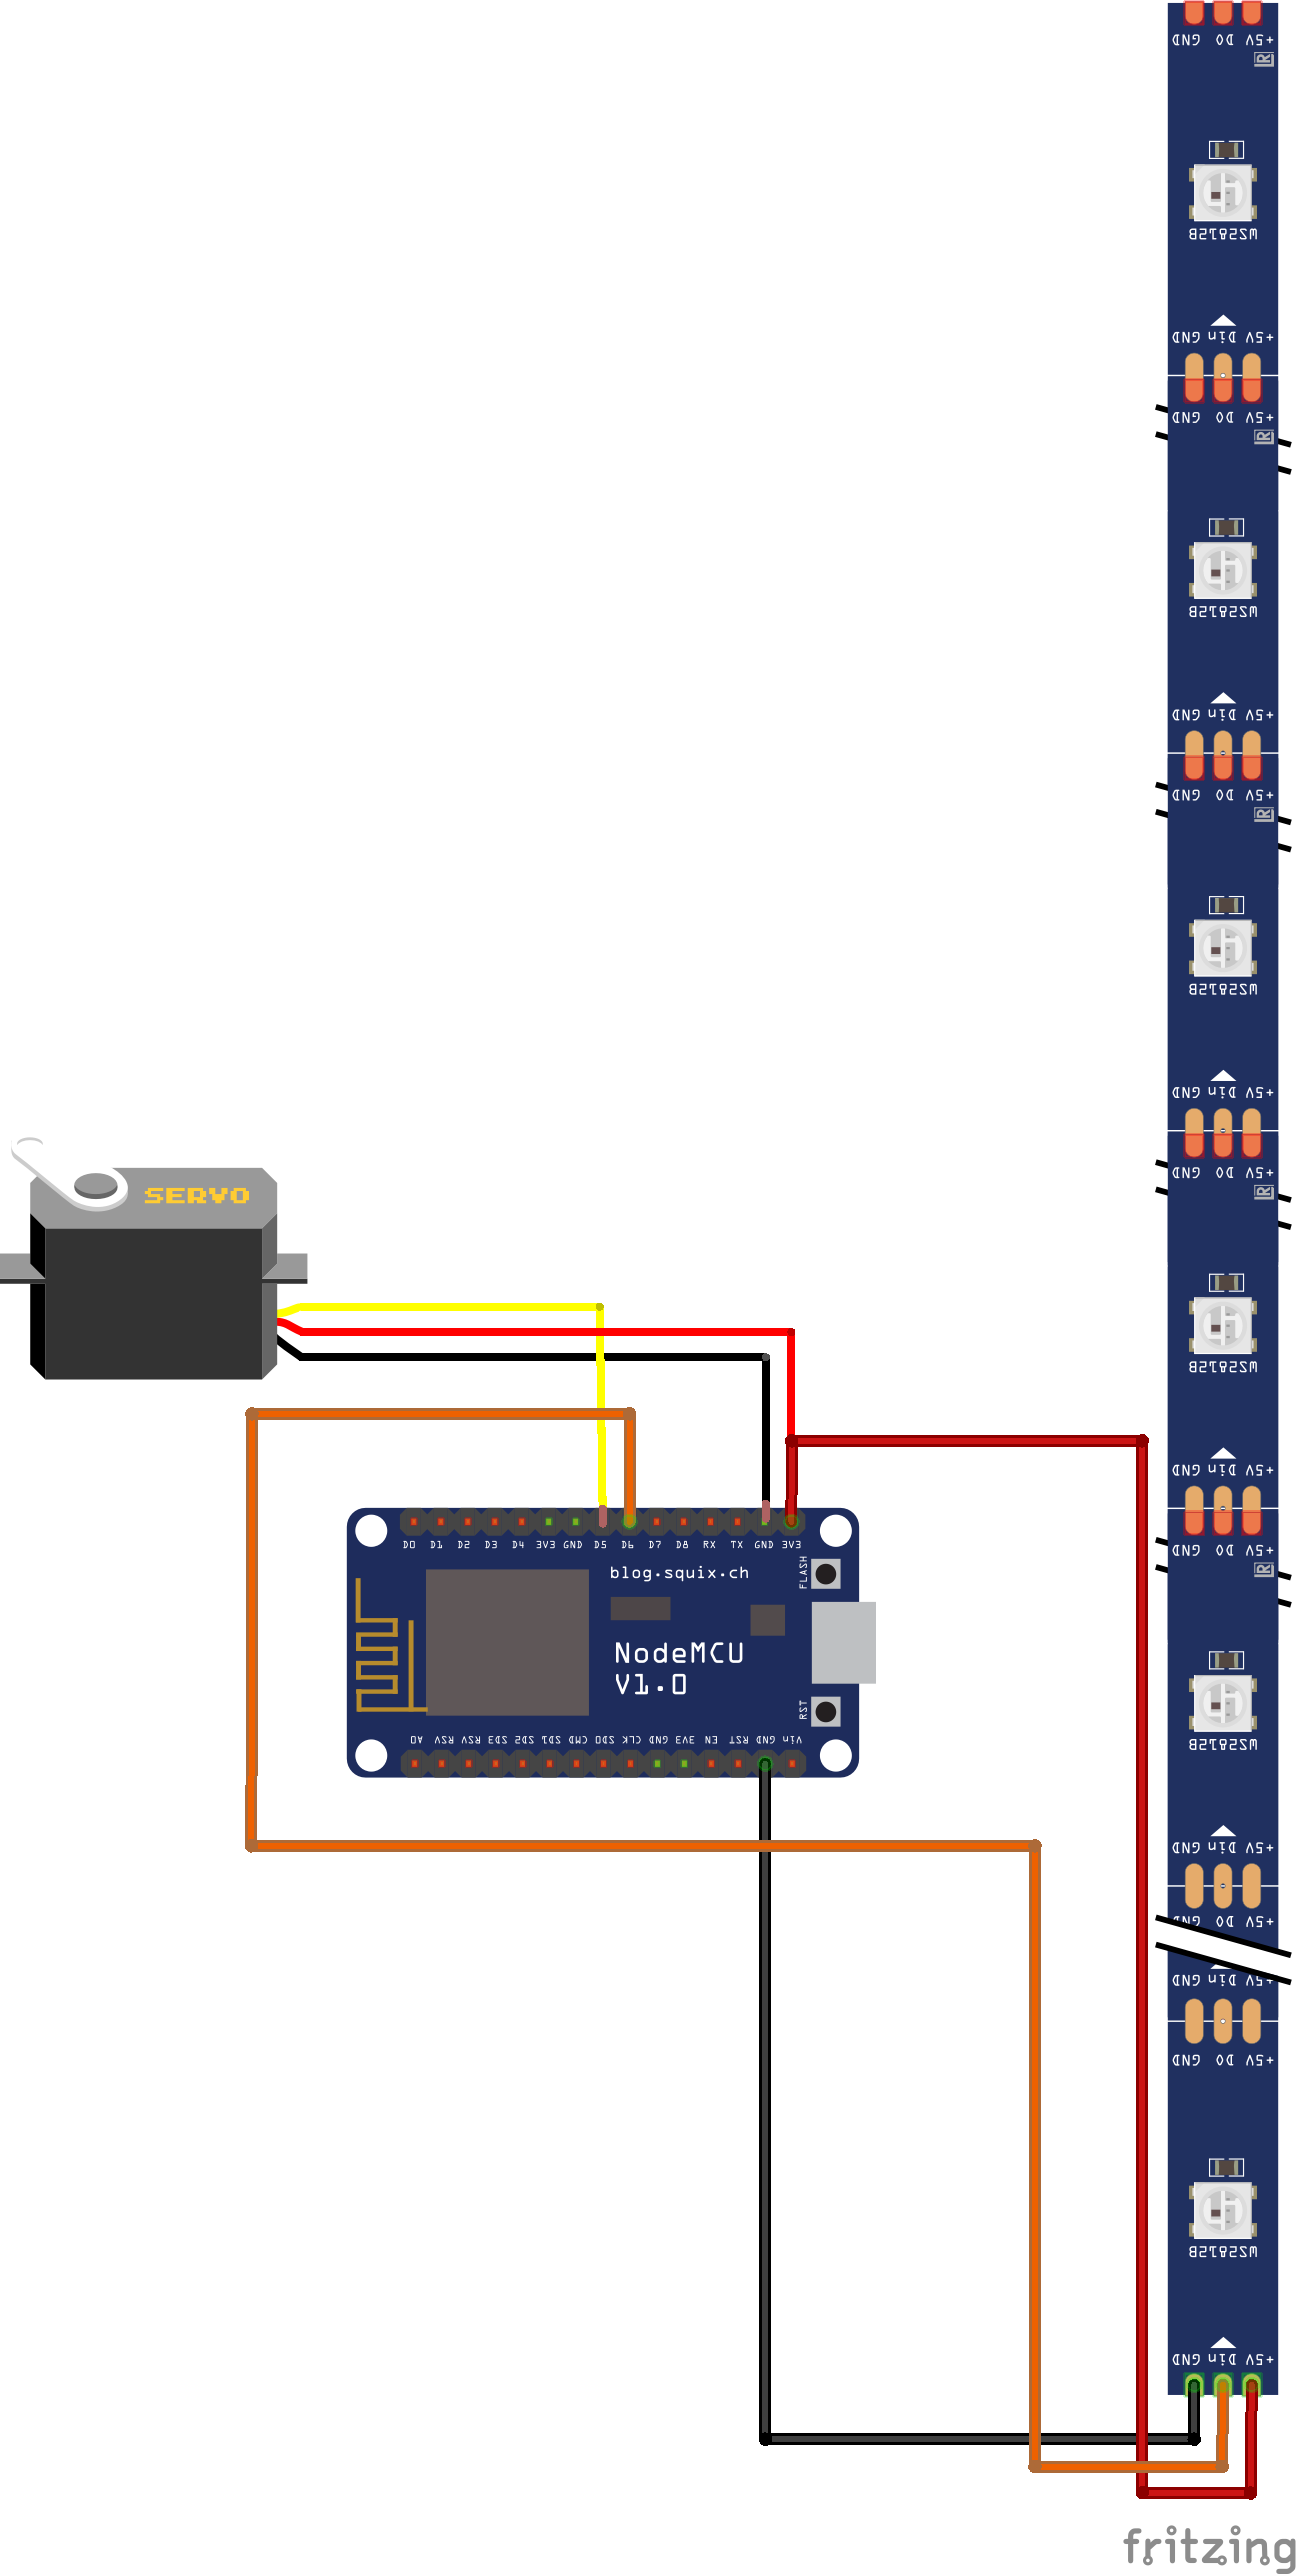 +5V DO GND
R
WS2812B
+5V Din GND
+5V DO GND
R
WS2812B
+5V Din GND
+5V DO GND
R
WS2812B
+5V Din GND
+5V DO GND
R
WS2812B
+5V Din GND
+5V DO GND
R
WS2812B
+5V Din GND
+5V DO GND
+5V Din GND
+5V DO GND
WS2812B
+5V Din GND
SERVO
D0 D1 D2 D3 D4 3V3 GND D5 D6 D7 D8 RX TX GND 3V3
blog.squix.ch
FLASH
NodeMCU
V1.0
RST
Vin GND RST EN 3V3 GND CLK SD0 CMD SD1 SD2 SD3 RSV RSV A0
fritzing